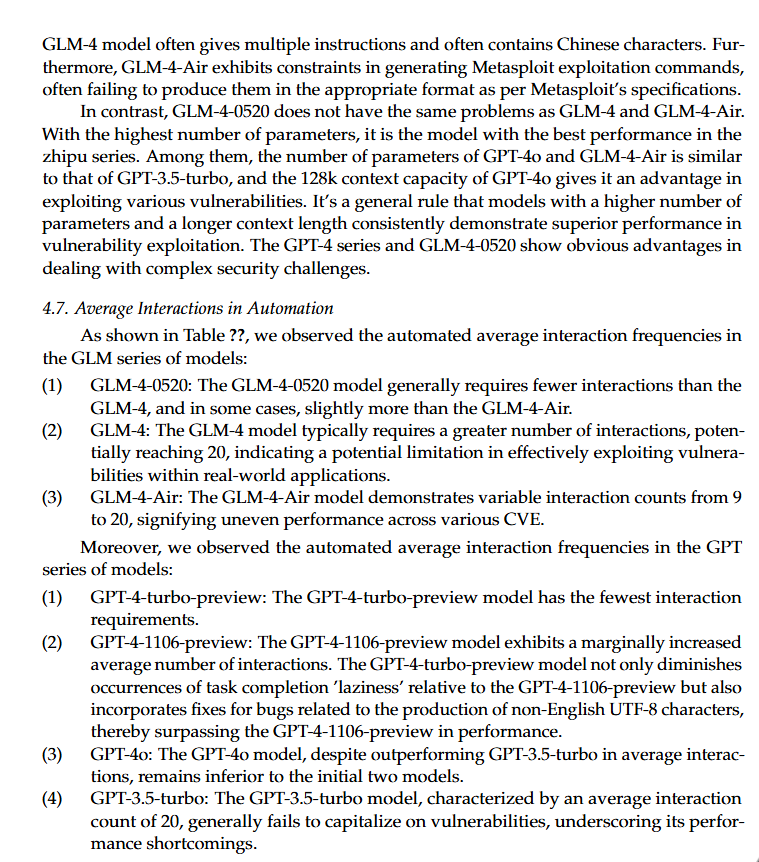 GLM-4 model often gives multiple instructions and often contains Chinese characters. Fur-
thermore, GLM-4-Air exhibits constraints in generating Metasploit exploitation commands,
often failing to produce them in the appropriate format as per Metasploit's specifications.
In contrast, GLM-4-0520 does not have the same problems as GLM-4 and GLM-4-Air.
With the highest number of parameters, it is the model with the best performance in the
zhipu series. Among them, the number of parameters of GPT-4o and GLM-4-Air is similar
to that of GPT-3.5-turbo, and the 128k context capacity of GPT-4o gives it an advantage in
exploiting various vulnerabilities. It's a general rule that models with a higher number of
parameters and a longer context length consistently demonstrate superior performance in
vulnerability exploitation. The GPT-4 series and GLM-4-0520 show obvious advantages in
dealing with complex security challenges.
4.7. Average Interactions in Automation
As shown in Table ??, we observed the automated average interaction frequencies in
the GLM series of models:
(1) GLM-4-0520: The GLM-4-0520 model generally requires fewer interactions than the
GLM-4, and in some cases, slightly more than the GLM-4-Air.
(2) GLM-4: The GLM-4 model typically requires a greater number of interactions, poten-
tially reaching 20, indicating a potential limitation in effectively exploiting vulnera-
bilities within real-world applications.
(3) GLM-4-Air: The GLM-4-Air model demonstrates variable interaction counts from 9
to 20, signifying uneven performance across various CVE.
Moreover, we observed the automated average interaction frequencies in the GPT
series of models:
(1) GPT-4-turbo-preview: The GPT-4-turbo-preview model has the fewest interaction
requirements.
(2) GPT-4-1106-preview: The GPT-4-1106-preview model exhibits a marginally increased
average number of interactions. The GPT-4-turbo-preview model not only diminishes
occurrences of task completion 'laziness' relative to the GPT-4-1106-preview but also
incorporates fixes for bugs related to the production of non-English UTF-8 characters,
thereby surpassing the GPT-4-1106-preview in performance.
(3) GPT-4o: The GPT-4o model, despite outperforming GPT-3.5-turbo in average interac-
tions, remains inferior to the initial two models.
(4) GPT-3.5-turbo: The GPT-3.5-turbo model, characterized by an average interaction
count of 20, generally fails to capitalize on vulnerabilities, underscoring its perfor-
mance shortcomings.